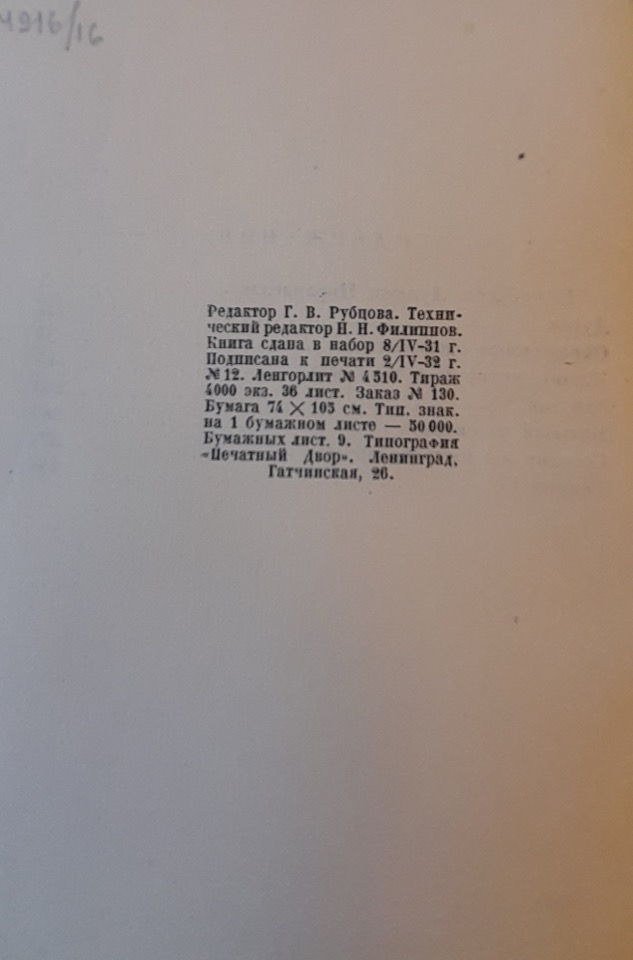 4916/16
Редактор Г. В. Рубцова. Техни-
ческий редактор Н. Н. Филиппов.
Книга сдана в набор 8/IV-31 г.
Подписана к печати 2/IV-32 г.
№ 12. Ленгорлит № 4510. Тираж
4000 экз. 36 лист. Заказ № 130.
Бумага 74 × 105 см. Тип. знак.
на 1 бумажном листе — 50 000.
Бумажных лист. 9. Типография
«Печатный Двор». Ленинград,
Гатчинская, 26.